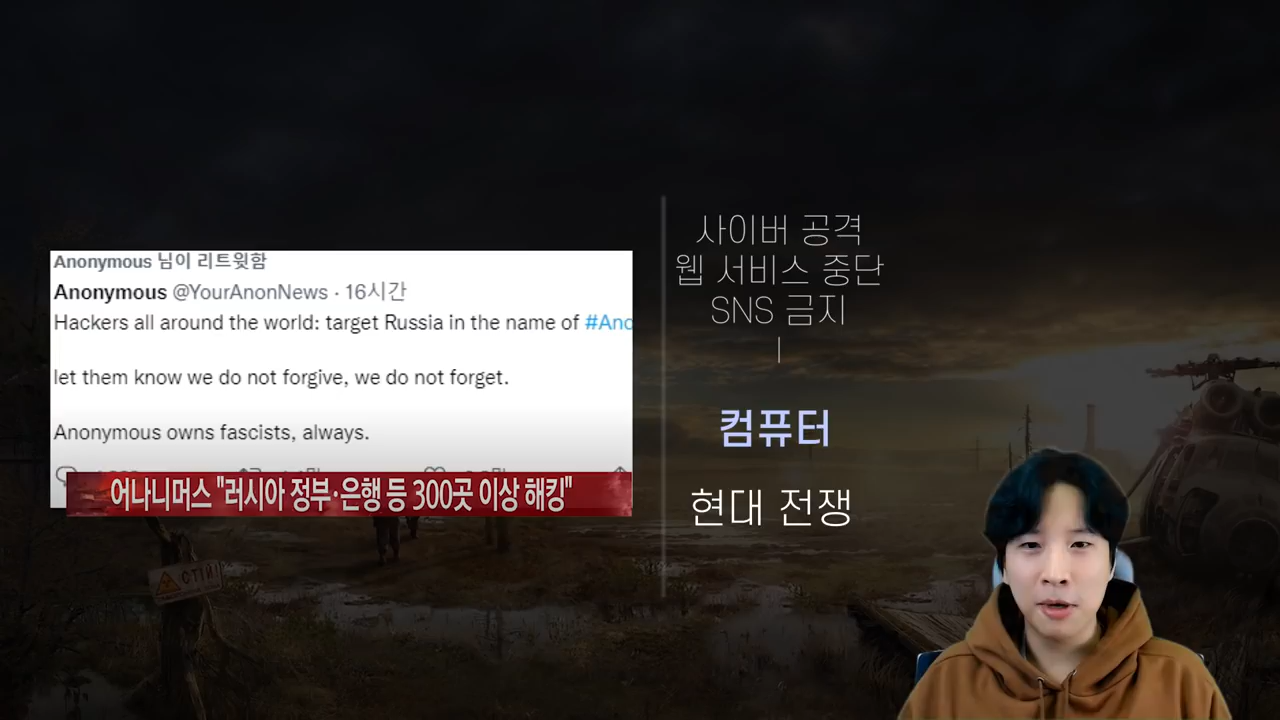 Anonymous 님이 리트윗함
Anonymous @YourAnonNews · 16시간
Hackers all around the world: target Russia in the name of #Ano
let them know we do not forgive, we do not forget.
Anonymous owns fascists, always.
어나니머스 "러시아 정부·은행 등 300곳 이상 해킹"
사이버 공격
웹 서비스 중단
SNS 금지
컴퓨터
현대 전쟁
СТІЙ